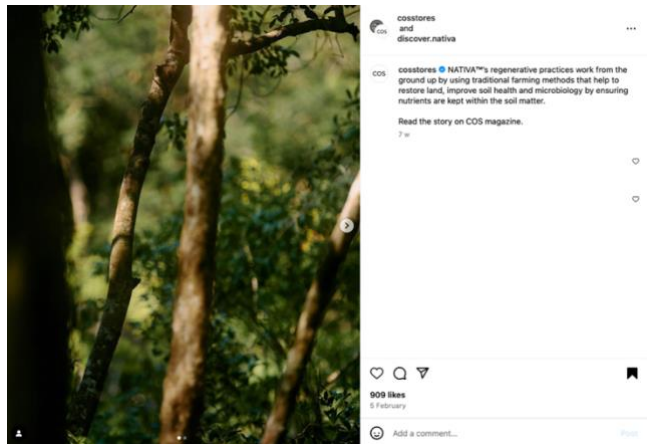 cosstores
and
discover.nativa
COS
COS
cosstores NATIVA™'s regenerative practices work from the
ground up by using traditional farming methods that help to
restore land, improve soil health and microbiology by ensuring
nutrients are kept within the soil matter.
Read the story on COS magazine.
7 w
909 likes
5 February
Add a comment...
Post